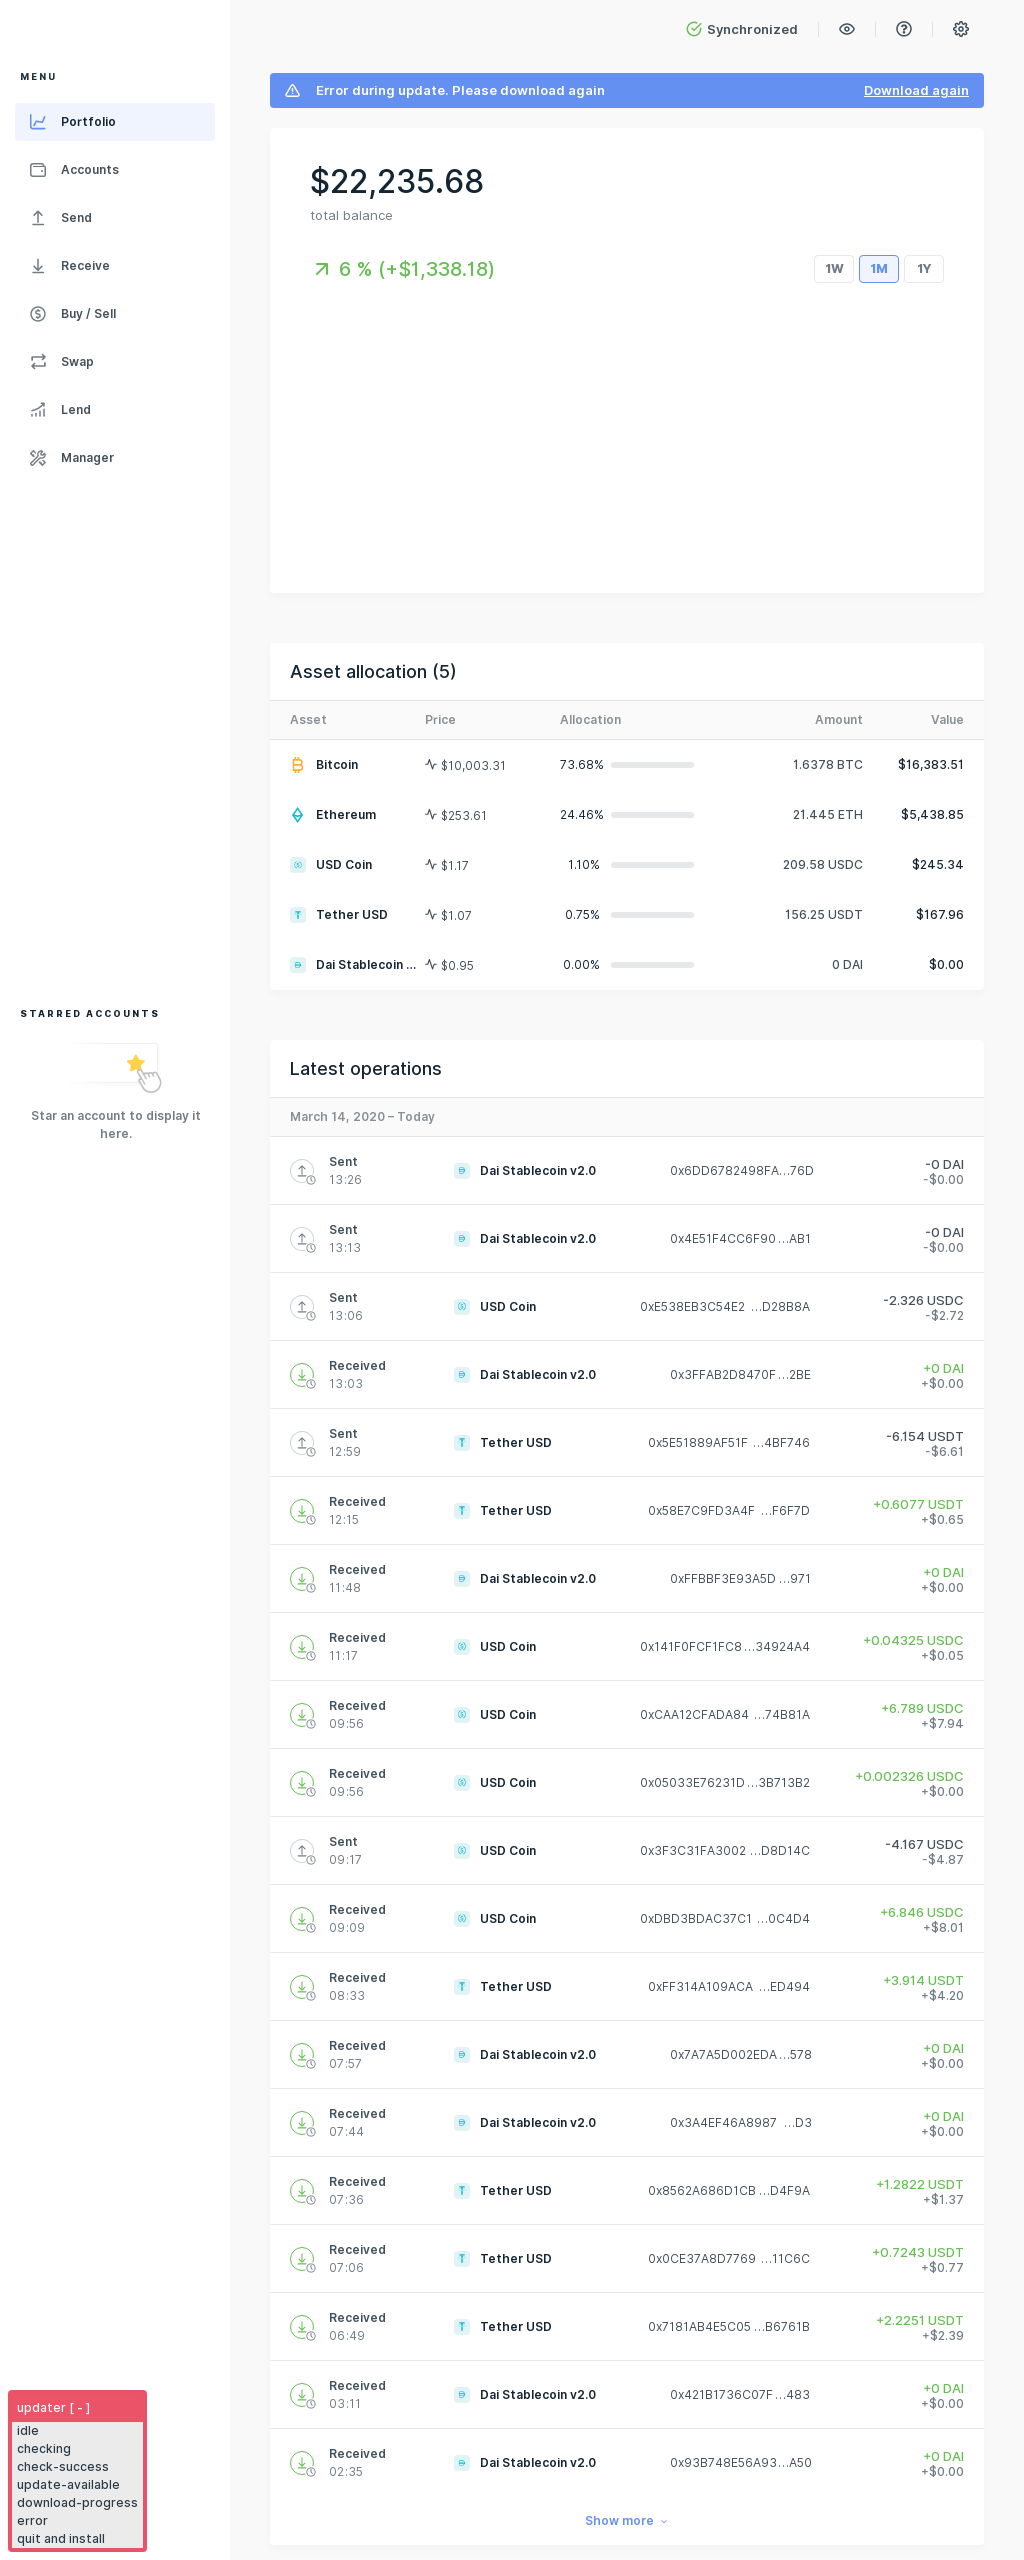 Synchronized
MENU
Portfolio
Accounts
Send
Receive
Buy / Sell
Swap
Lend
Manager
STARRED ACCOUNTS
Star an account to display it
here.
updater [ - ]
idle
checking
check-success
update-available
download-progress
error
quit and install
Error during update. Please download again Download again
$22,235.68
total balance
6 % (+$1,338.18) 1W 1M 1Y
Asset allocation (5)
Asset Price Allocation Amount Value
Bitcoin $10,003.31 73.68% 1.6378 BTC $16,383.51
Ethereum $253.61 24.46% 21.445 ETH $5,438.85
USD Coin $1.17 1.10% 209.58 USDC $245.34
Tether USD $1.07 0.75% 156.25 USDT $167.96
Dai Stablecoin ... $0.95 0.00% 0 DAI $0.00
Latest operations
March 14, 2020 – Today
Sent Dai Stablecoin v2.0 0x6DD6782498FA...76D -0 DAI
13:26 -$0.00
Sent Dai Stablecoin v2.0 0x4E51F4CC6F90...AB1 -0 DAI
13:13 -$0.00
Sent USD Coin 0xE538EB3C54E2 ...D28B8A -2.326 USDC
13:06 -$2.72
Received Dai Stablecoin v2.0 0x3FFAB2D8470F...2BE +0 DAI
13:03 +$0.00
Sent Tether USD 0x5E51889AF51F ...4BF746 -6.154 USDT
12:59 -$6.61
Received Tether USD 0x58E7C9FD3A4F ...F6F7D +0.6077 USDT
12:15 +$0.65
Received Dai Stablecoin v2.0 0xFFBBF3E93A5D ...971 +0 DAI
11:48 +$0.00
Received USD Coin 0x141F0FCF1FC8...34924A4 +0.04325 USDC
11:17 +$0.05
Received USD Coin 0xCAA12CFADA84 ...74B81A +6.789 USDC
09:56 +$7.94
Received USD Coin 0x05033E76231D...3B713B2 +0.002326 USDC
09:56 +$0.00
Sent USD Coin 0x3F3C31FA3002 ...D8D14C -4.167 USDC
09:17 -$4.87
Received USD Coin 0xDBD3BDAC37C1 ...0C4D4 +6.846 USDC
09:09 +$8.01
Received Tether USD 0xFF314A109ACA ...ED494 +3.914 USDT
08:33 +$4.20
Received Dai Stablecoin v2.0 0x7A7A5D002EDA...578 +0 DAI
07:57 +$0.00
Received Dai Stablecoin v2.0 0x3A4EF46A8987 ...D3 +0 DAI
07:44 +$0.00
Received Tether USD 0x8562A686D1CB ...D4F9A +1.2822 USDT
07:36 +$1.37
Received Tether USD 0x0CE37A8D7769 ...11C6C +0.7243 USDT
07:06 +$0.77
Received Tether USD 0x7181AB4E5C05 ...B6761B +2.2251 USDT
06:49 +$2.39
Received Dai Stablecoin v2.0 0x421B1736C07F...483 +0 DAI
03:11 +$0.00
Received Dai Stablecoin v2.0 0x93B748E56A93...A50 +0 DAI
02:35 +$0.00
Show more